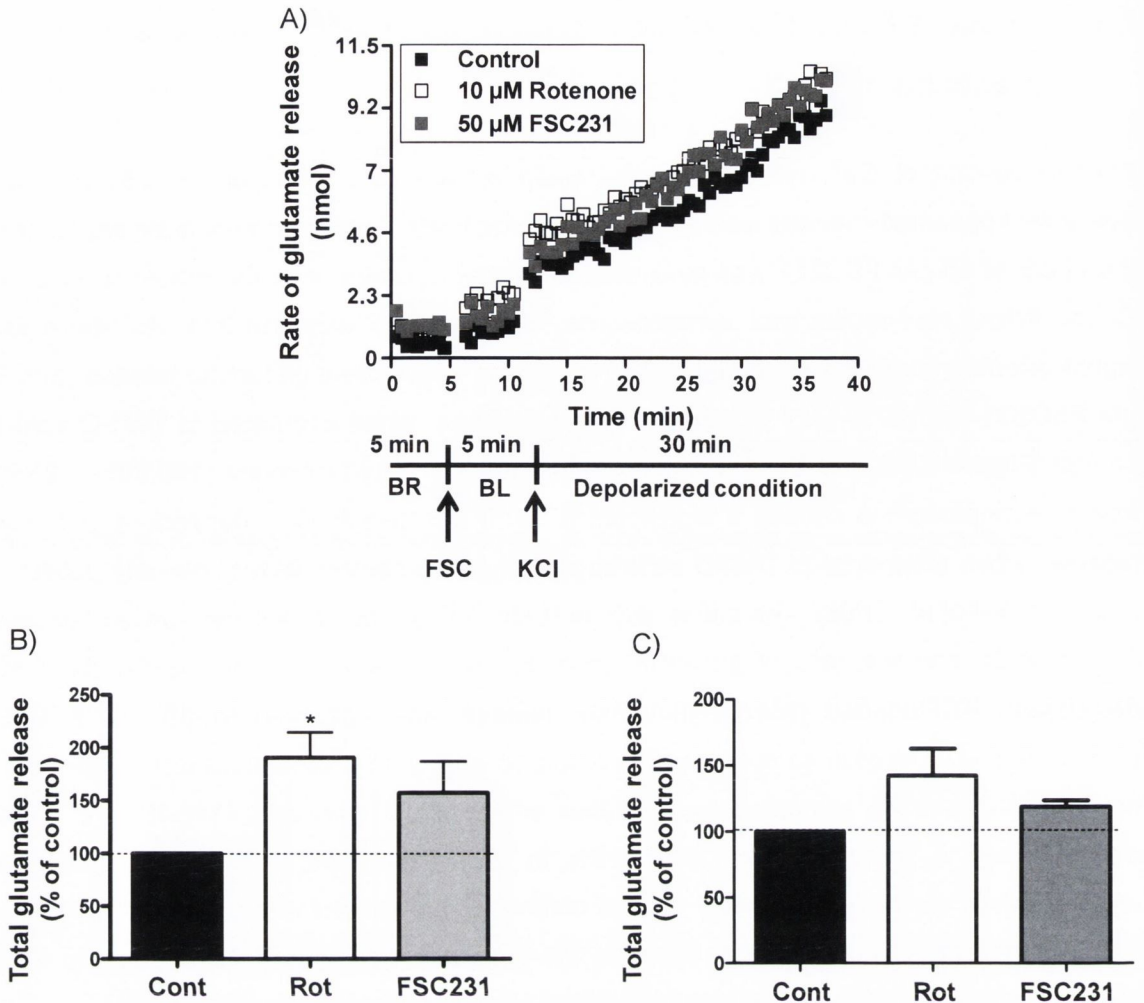 A)
Rate of glutamate release
(nmol)
11.5
9.2
7
4.6
2.3
0
Control
10 µM Rotenone
50 µM FSC231
0 5 10 15 20 25 30 35 40
Time (min)
5 min 5 min 30 min
BR BL Depolarized condition
FSC KCl
B)
Total glutamate release
(% of control)
250
200
150
100
50
0
*
Cont Rot FSC231
C)
Total glutamate release
(% of control)
200
150
100
50
0
Cont Rot FSC231